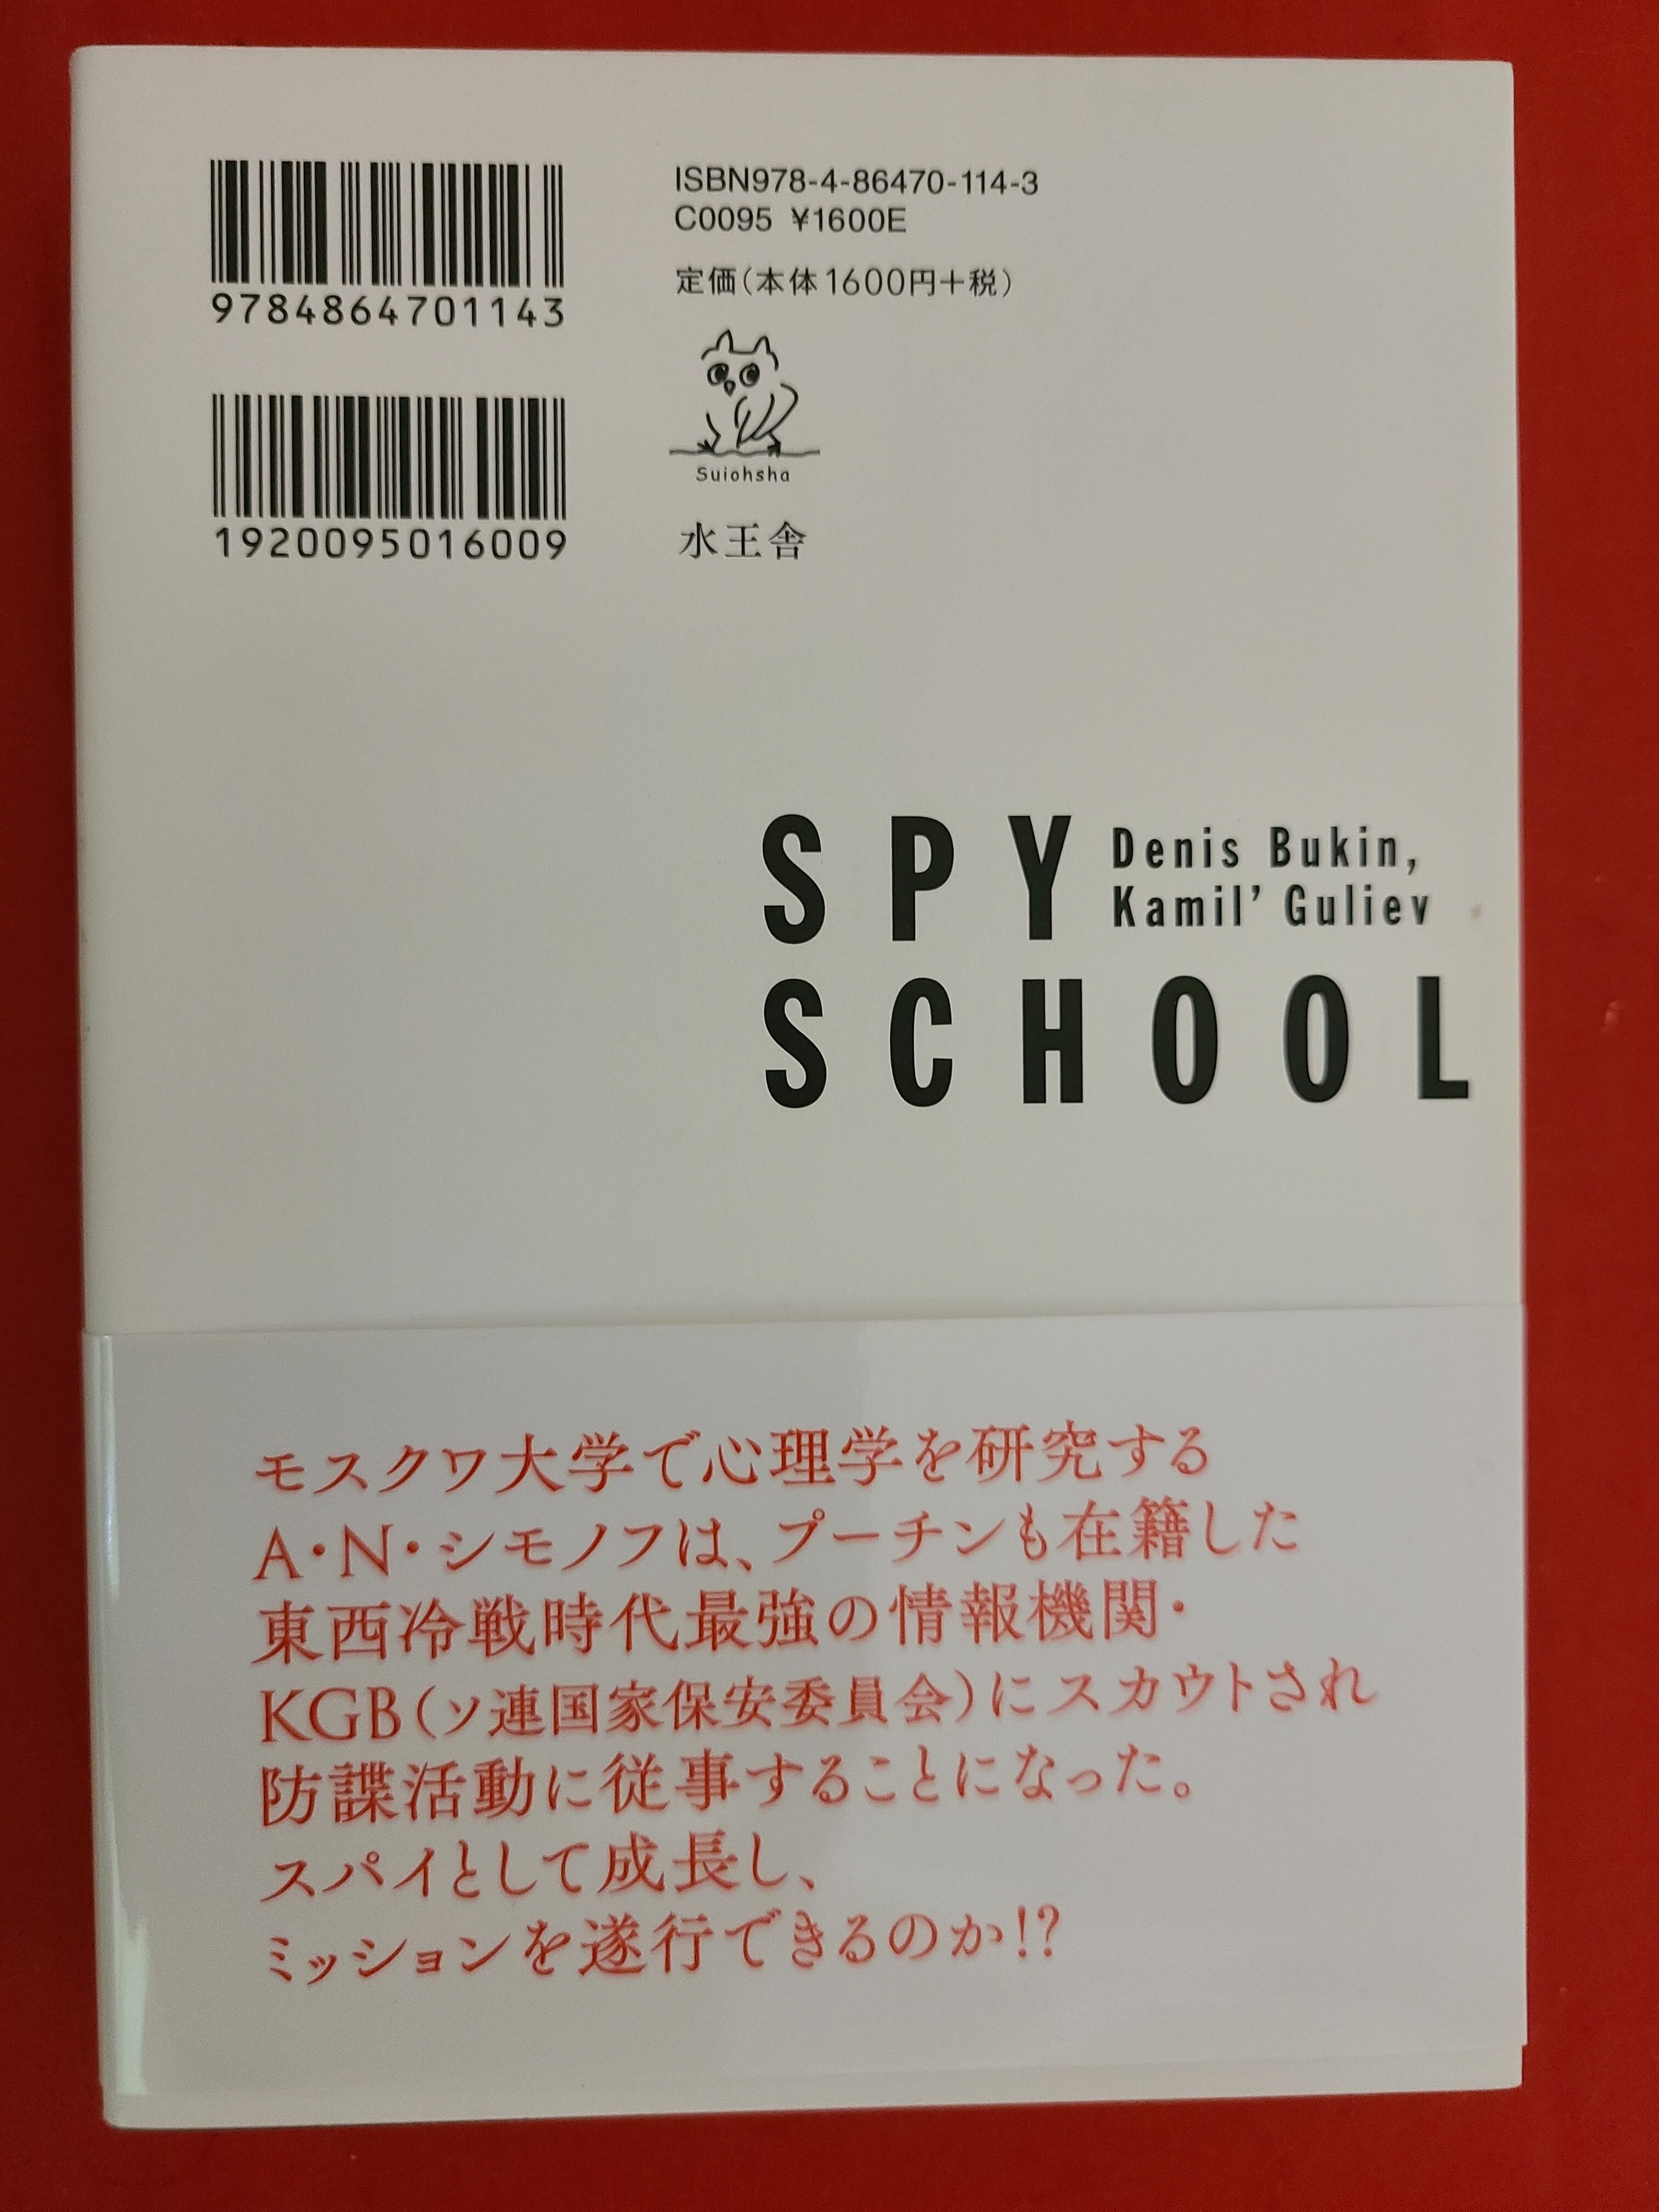 9784864701143
1920095016009
ISBN978-4-86470-114-3
C0095 ¥1600E
定価(本体1600円+税)
Suiohsha
水王舎
SPY
Denis Bukin,
Kamil’ Guliev
SCHOOL
モスクワ大学で心理学を研究する
A・N・シモノフは、プーチンも在籍した
東西冷戦時代最強の情報機関・
KGB(ソ連国家保安委員会)にスカウトされ
防諜活動に従事することになった。
スパイとして成長し、
ミッションを遂行できるのか!?